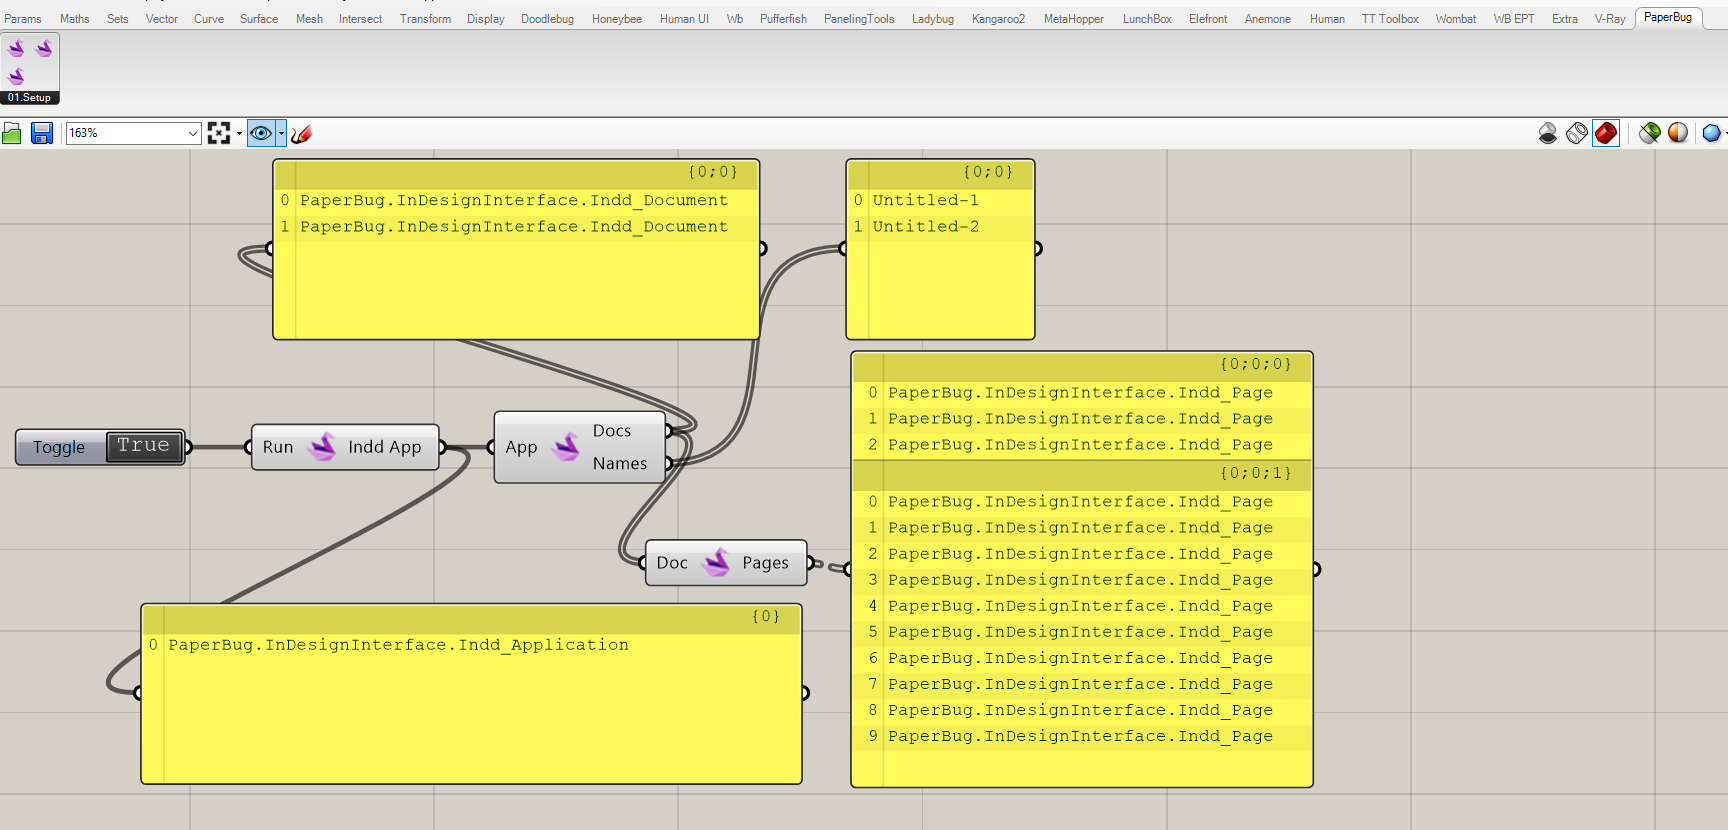 Params Maths Sets Vector Curve Surface Mesh Intersect Transform Display Doodlebug Honeybee Human UI Wb Pufferfish PanelingTools Ladybug Kangaroo2 MetaHopper LunchBox Elefront Anemone Human TT Toolbox Wombat WB EPT Extra V-Ray PaperBug
01.Setup
163%
{0;0}
0 PaperBug.InDesignInterface.Indd_Document
1 PaperBug.InDesignInterface.Indd_Document
{0;0}
0 Untitled-1
1 Untitled-2
Toggle True
Run Indd App
App Docs
Names
Doc Pages
{0;0;0}
0 PaperBug.InDesignInterface.Indd_Page
1 PaperBug.InDesignInterface.Indd_Page
2 PaperBug.InDesignInterface.Indd_Page
{0;0;1}
0 PaperBug.InDesignInterface.Indd_Page
1 PaperBug.InDesignInterface.Indd_Page
2 PaperBug.InDesignInterface.Indd_Page
3 PaperBug.InDesignInterface.Indd_Page
4 PaperBug.InDesignInterface.Indd_Page
5 PaperBug.InDesignInterface.Indd_Page
6 PaperBug.InDesignInterface.Indd_Page
7 PaperBug.InDesignInterface.Indd_Page
8 PaperBug.InDesignInterface.Indd_Page
9 PaperBug.InDesignInterface.Indd_Page
{0}
0 PaperBug.InDesignInterface.Indd_Application